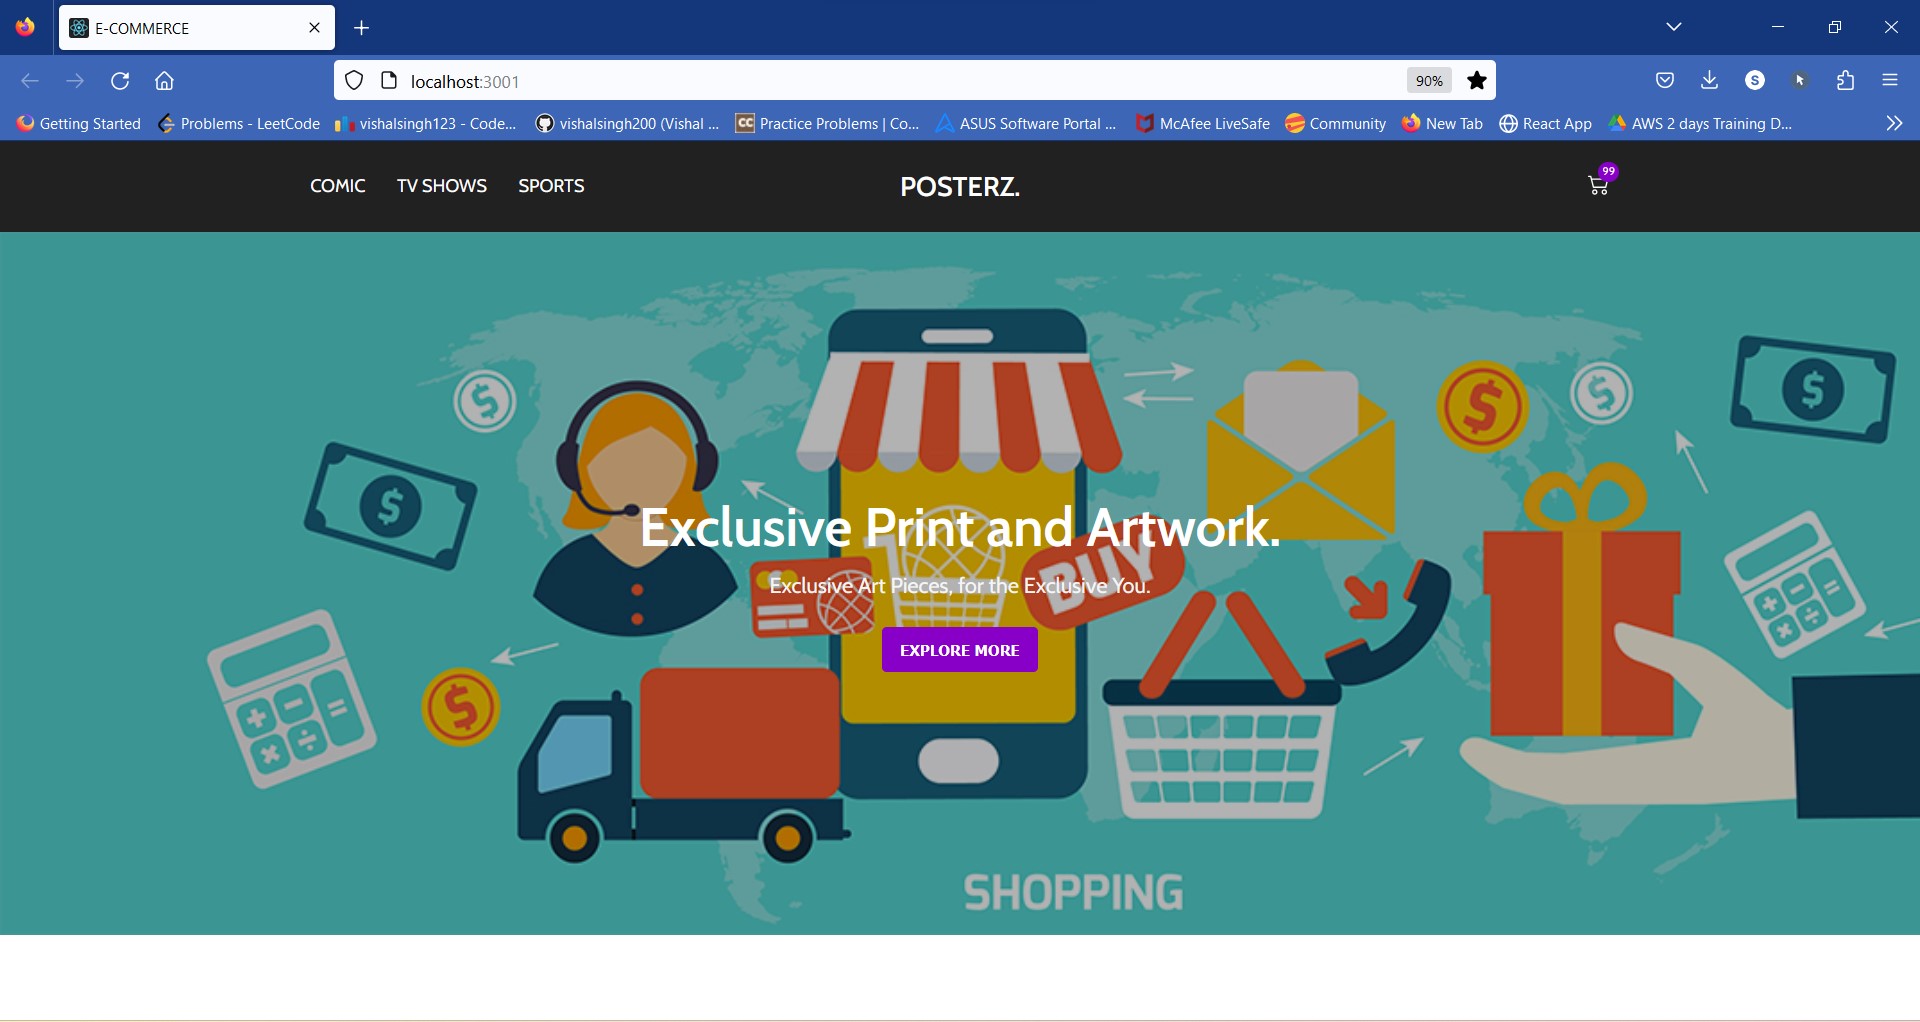 E-COMMERCE
localhost:3001
90%
S
Getting Started
Problems - LeetCode
vishalsingh123 - Code...
vishalsingh200 (Vishal ...
CC
Practice Problems | Co...
ASUS Software Portal ...
McAfee LiveSafe
Community
New Tab
React App
AWS 2 days Training D...
COMIC
TV SHOWS
SPORTS
POSTERZ.
99
$
$
$
$
$
Exclusive Print and Artwork.
BUY
Exclusive Art Pieces, for the Exclusive You.
EXPLORE MORE
+ - = × ÷
+ - = × ÷
$
SHOPPING